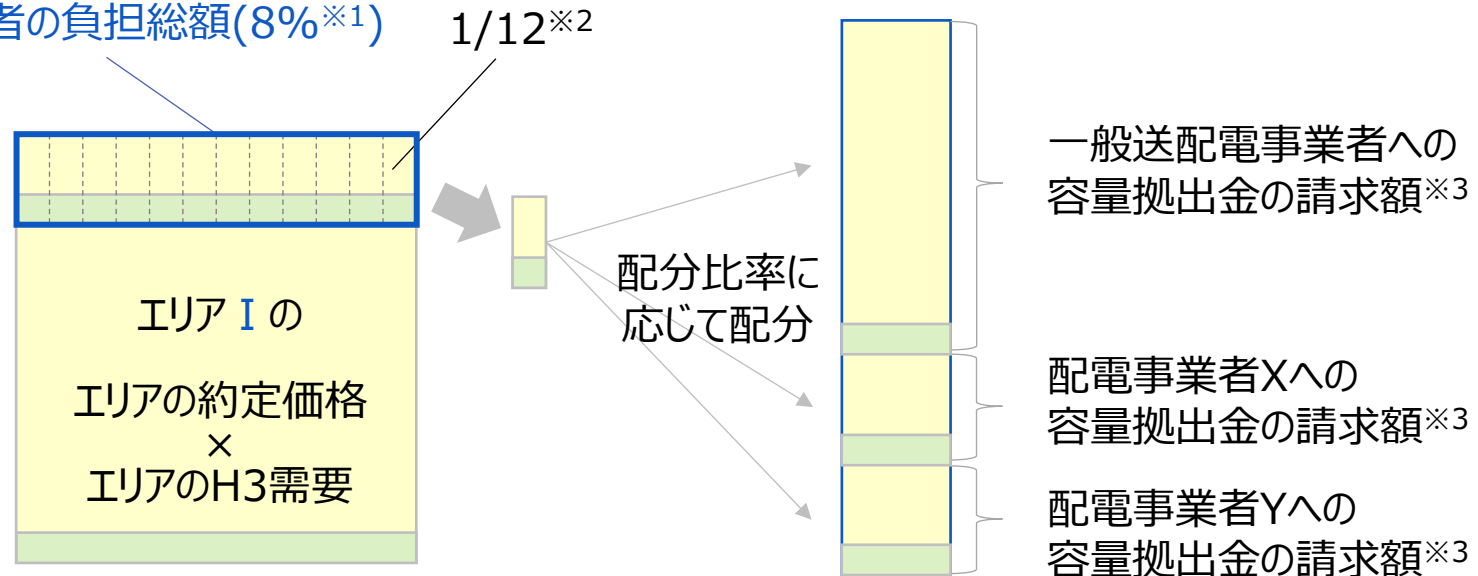 者の負担総額(8%※1)
1/12※2
エリア I の
エリアの約定価格
×
エリアのH3需要
配分比率に
応じて配分
一般送配電事業者への
容量拠出金の請求額※3
配電事業者Xへの
容量拠出金の請求額※3
配電事業者Yへの
容量拠出金の請求額※3